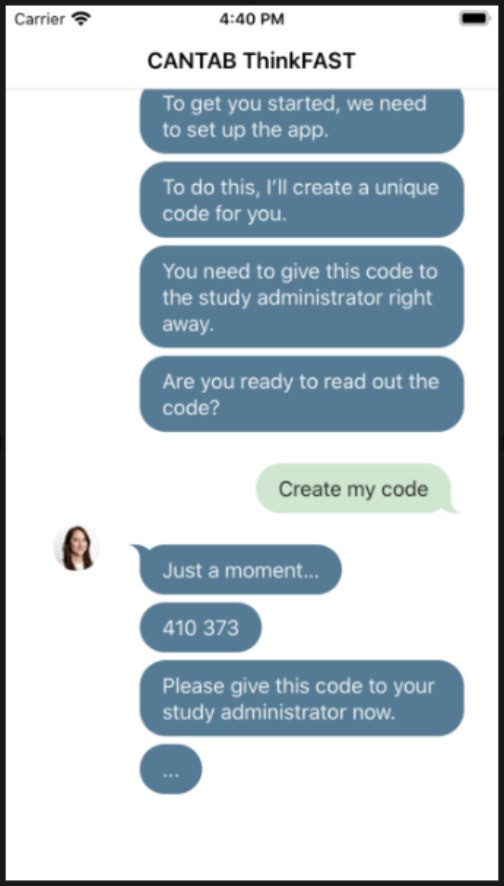 Carrier 4:40 PM
CANTAB ThinkFAST
To get you started, we need
to set up the app.
To do this, I’ll create a unique
code for you.
You need to give this code to
the study administrator right
away.
Are you ready to read out the
code?
Create my code
Just a moment...
410 373
Please give this code to your
study administrator now.
...